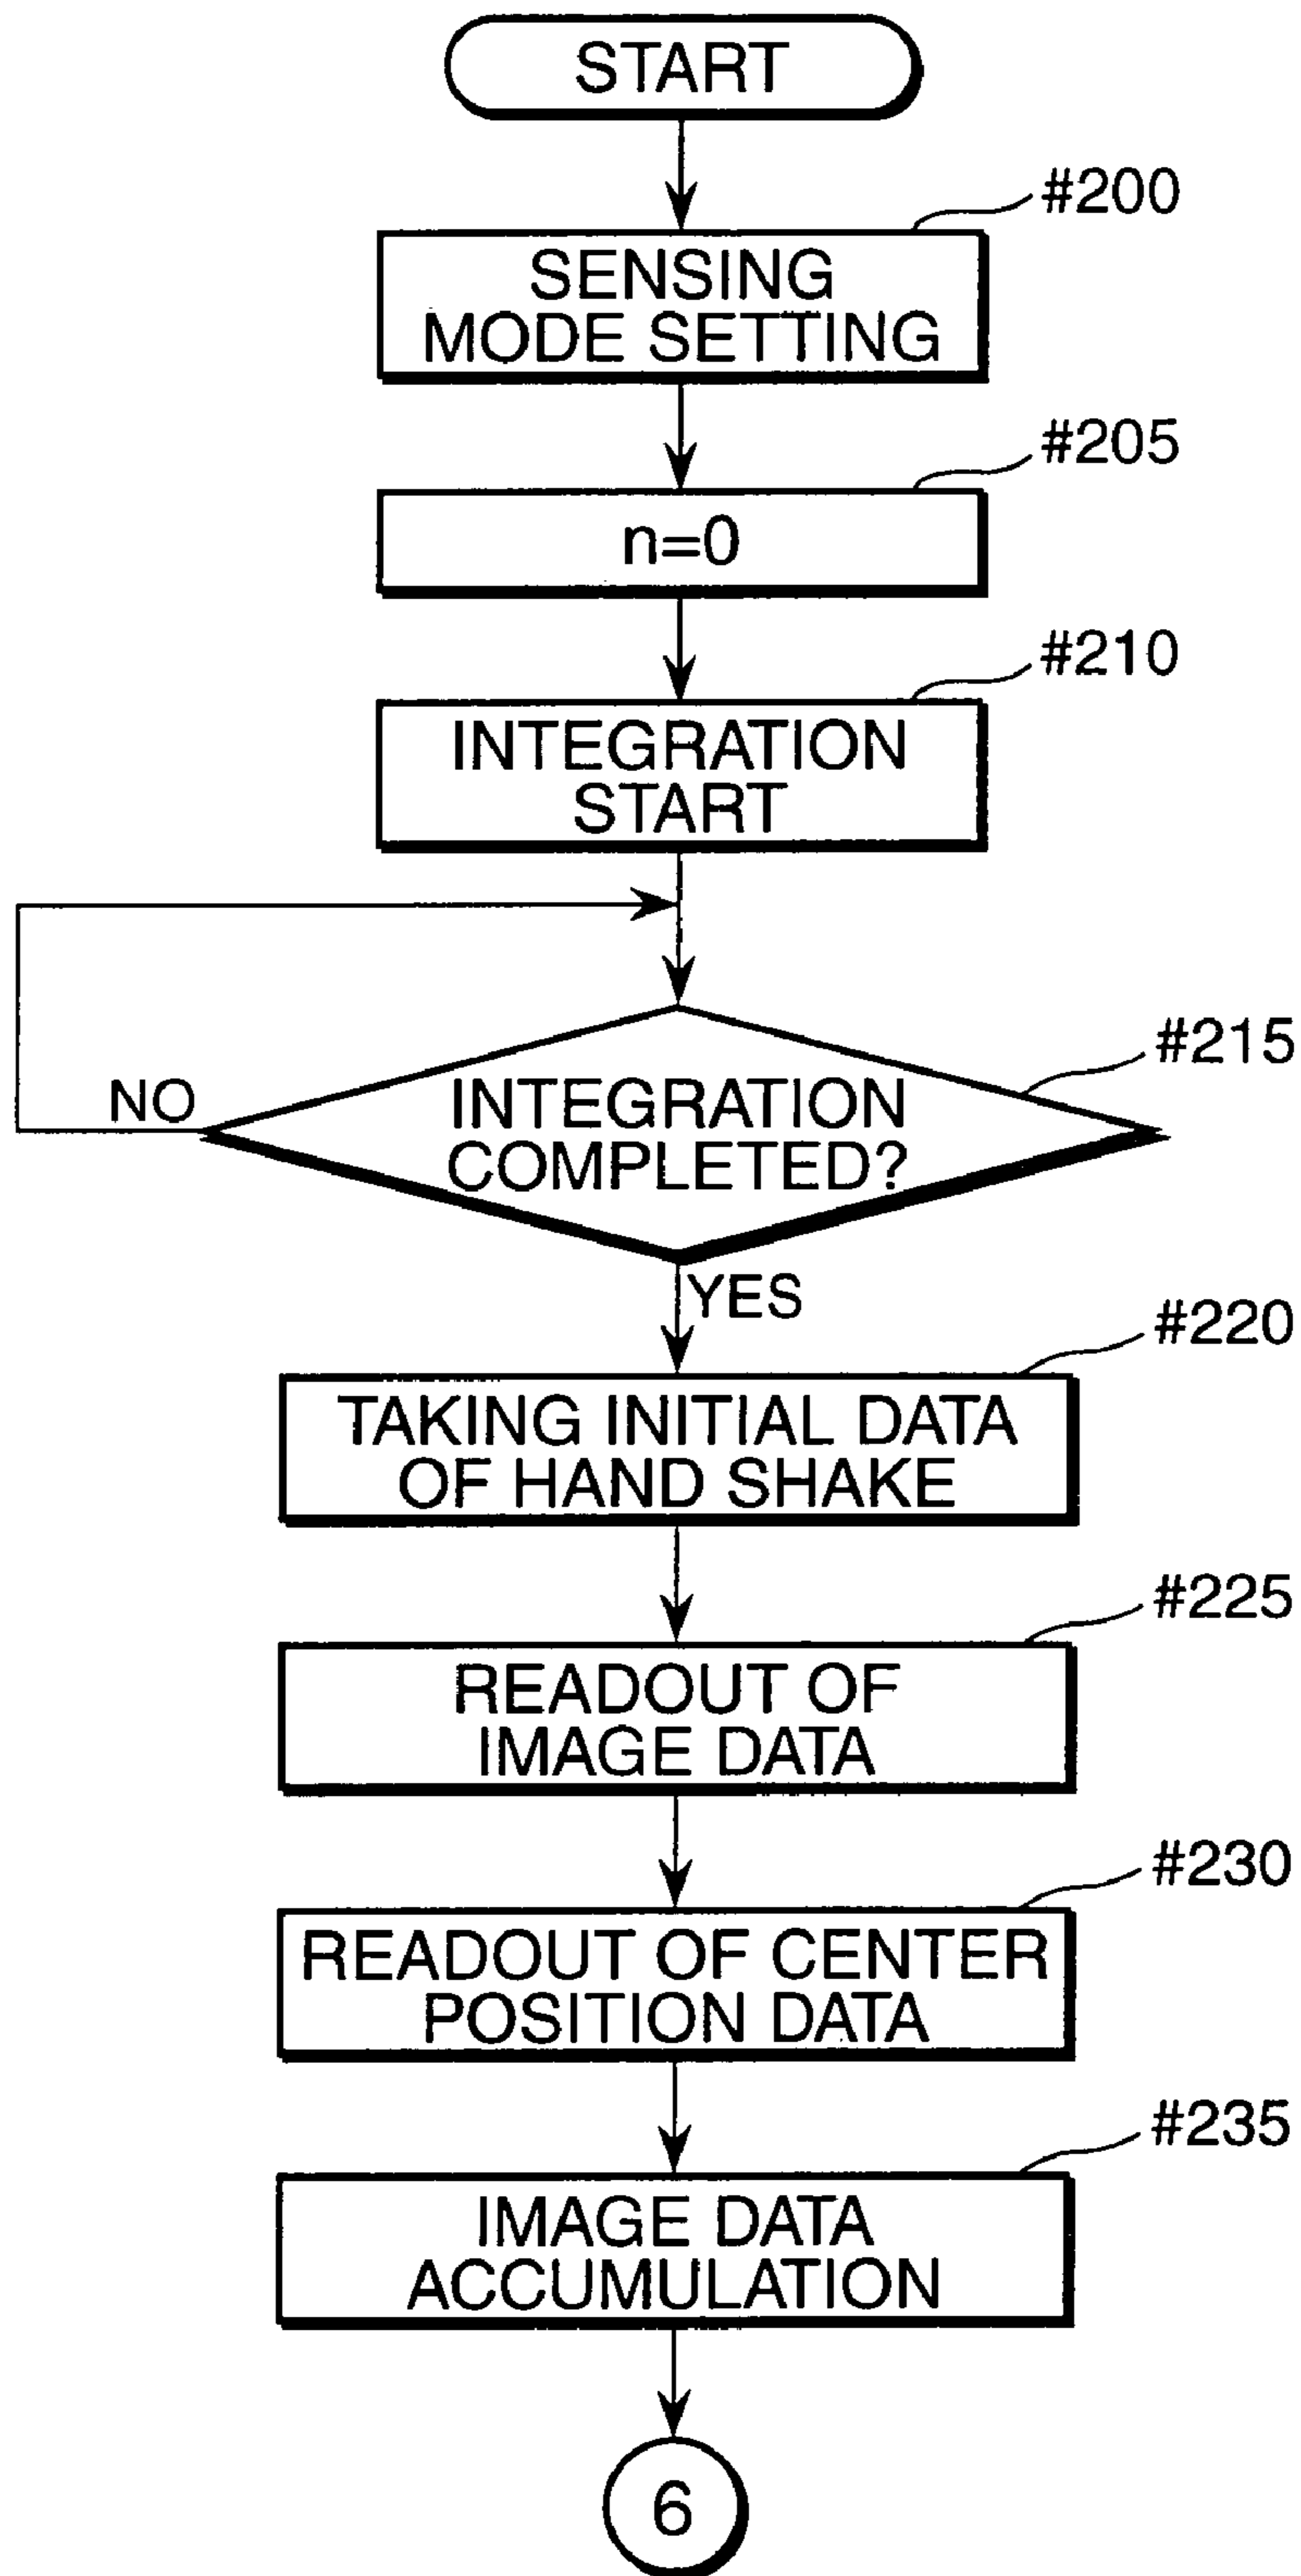 START
#200
SENSING
MODE SETTING
#205
n=0
#210
INTEGRATION
START
#215
NO
INTEGRATION
COMPLETED?
YES
#220
TAKING INITIAL DATA
OF HAND SHAKE
#225
READOUT OF
IMAGE DATA
#230
READOUT OF CENTER
POSITION DATA
#235
IMAGE DATA
ACCUMULATION
6